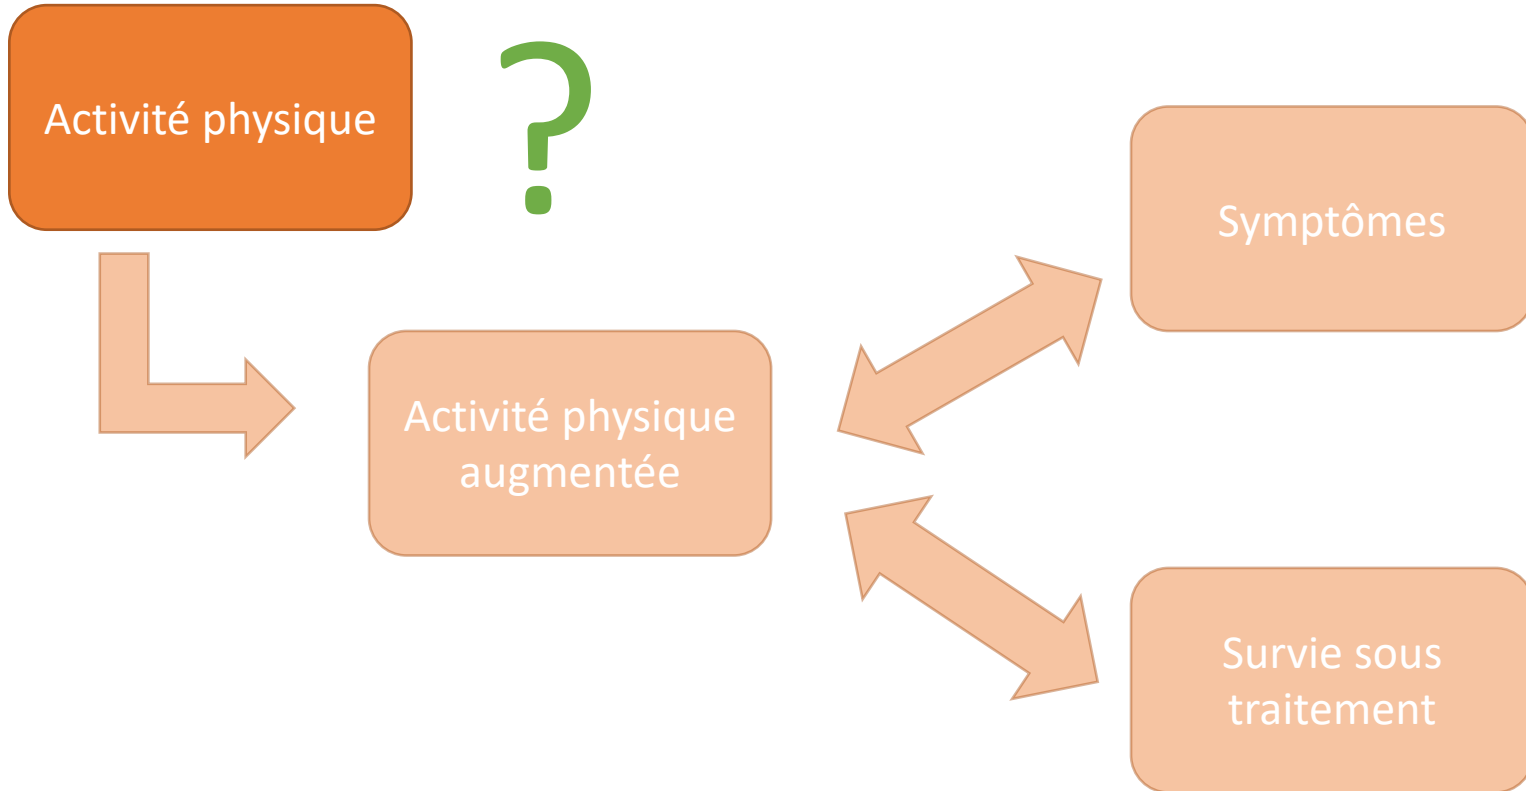 Activité physique
?
Symptômes
Activité physique
augmentée
Survie sous
traitement